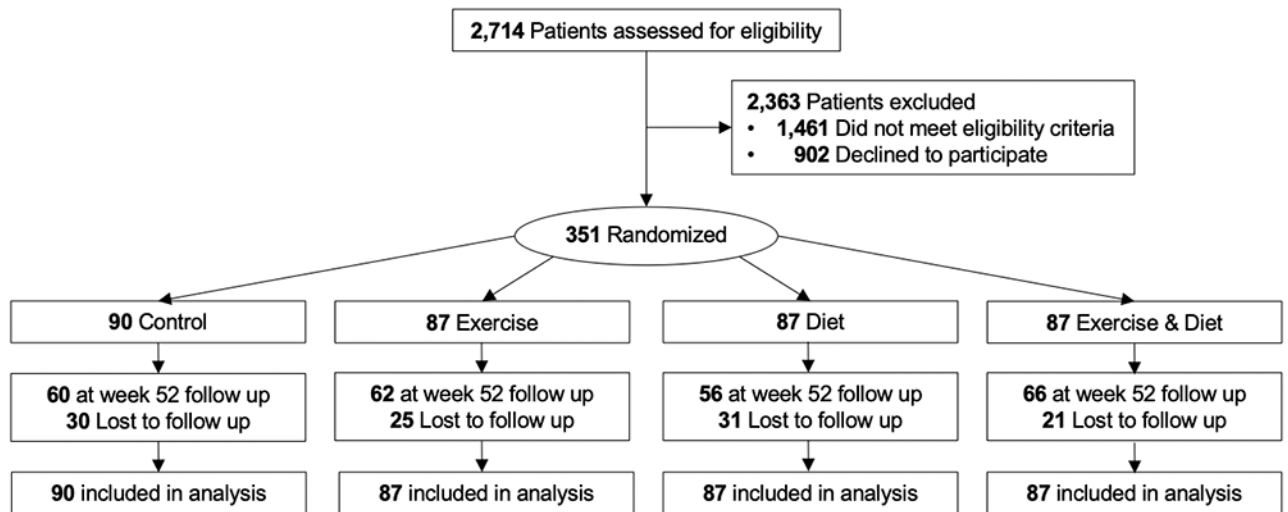 2,714 Patients assessed for eligibility
2,363 Patients excluded
• 1,461 Did not meet eligibility criteria
• 902 Declined to participate
351 Randomized
90 Control
87 Exercise
87 Diet
87 Exercise & Diet
60 at week 52 follow up
30 Lost to follow up
62 at week 52 follow up
25 Lost to follow up
56 at week 52 follow up
31 Lost to follow up
66 at week 52 follow up
21 Lost to follow up
90 included in analysis
87 included in analysis
87 included in analysis
87 included in analysis